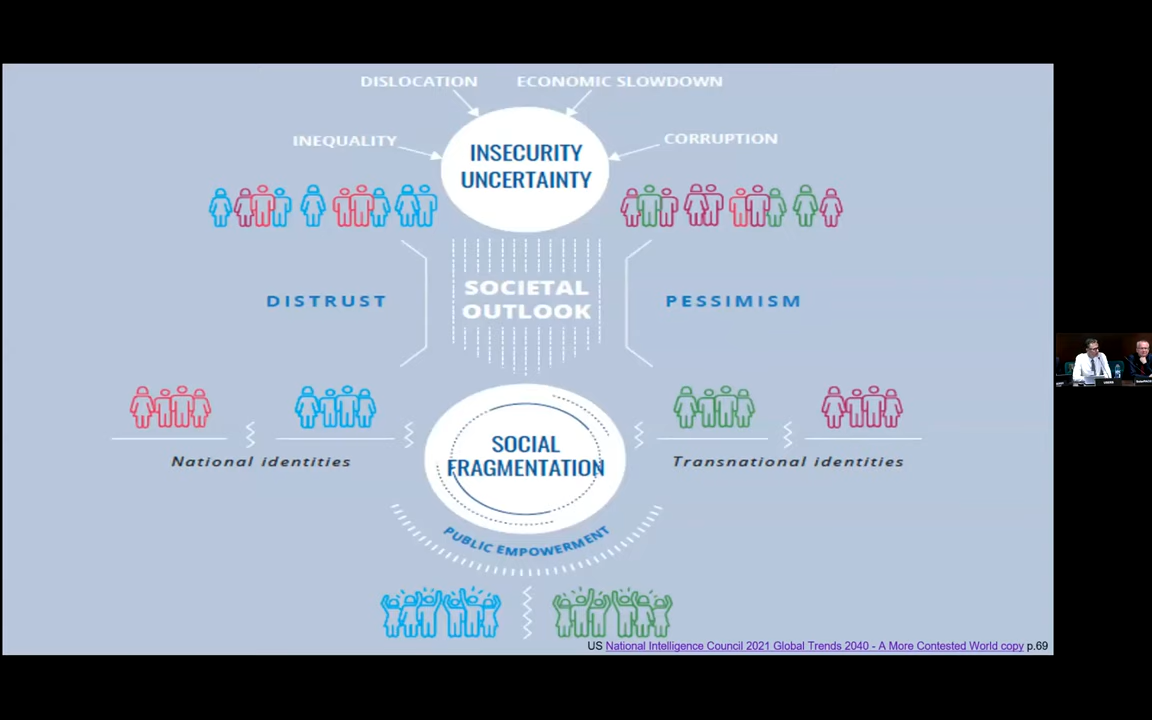 DISLOCATION
ECONOMIC SLOWDOWN
INEQUALITY
CORRUPTION
INSECURITY
UNCERTAINTY
DISTRUST
SOCIETAL
OUTLOOK
PESSIMISM
SOCIAL
FRAGMENTATION
National identities
Transnational identities
PUBLIC EMPOWERMENT
US National Intelligence Council 2021 Global Trends 2040 - A More Contested World copy p.69